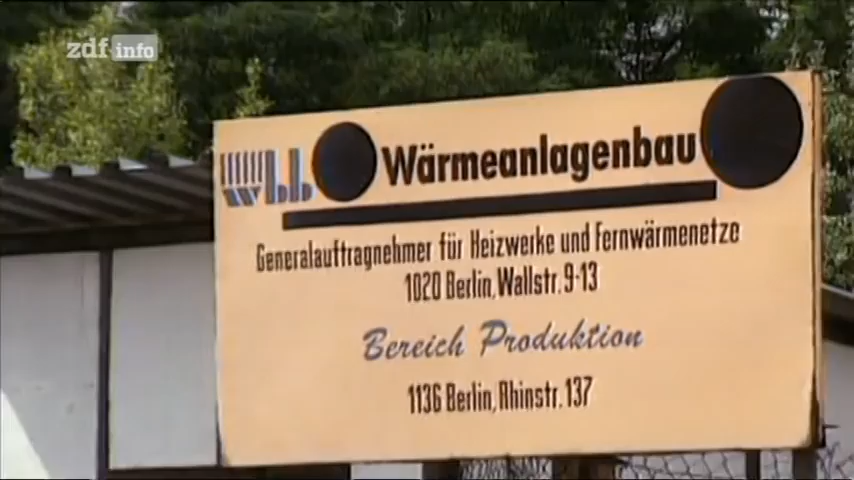 zdf info
wbb Wärmeanlagenbau
Generalauftragnehmer für Heizwerke und Fernwärmenetze
1020 Berlin, Wallstr. 9-13
Bereich Produktion
1136 Berlin, Rhinstr. 137